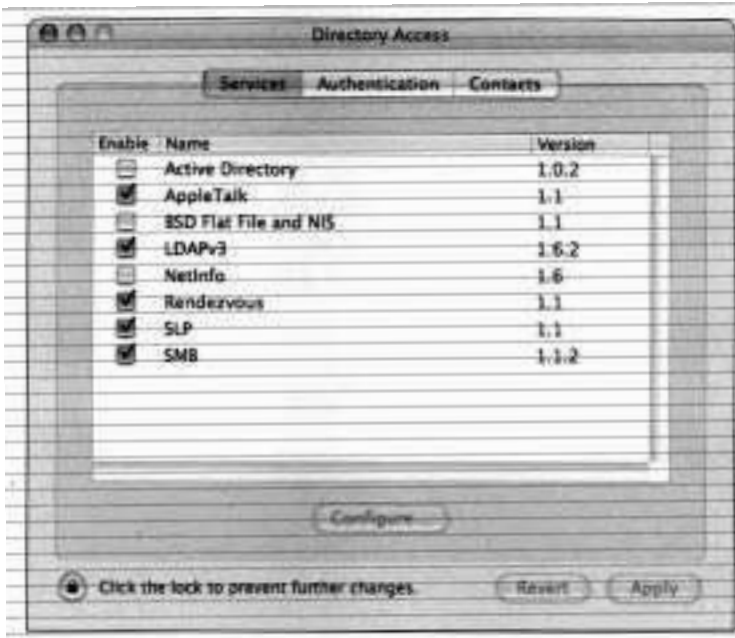 Directory Access
Services Authentication Contacts
Enable Name Version
Active Directory 1.0.2
AppleTalk 1.1
BSD Flat File and NIS 1.1
LDAPv3 1.6.2
NetInfo 1.6
Rendezvous 1.1
SLP 1.1
SMB 1.1.2
Configure...
Click the lock to prevent further changes.
Revert Apply